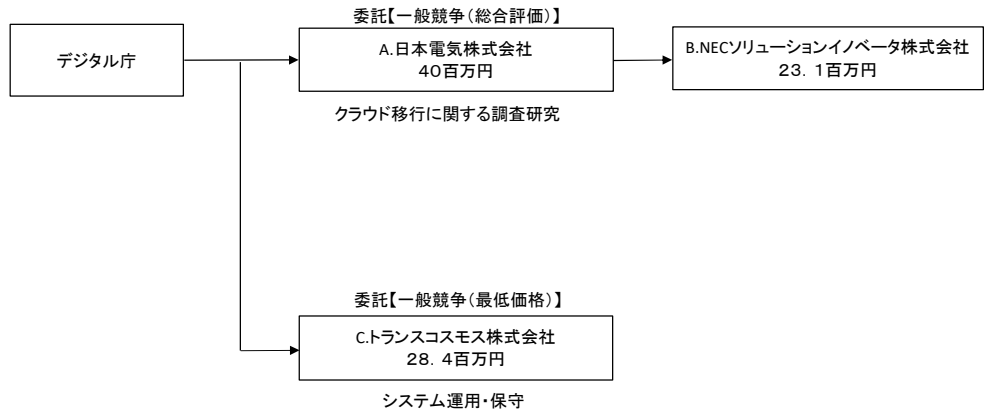 委託【一般競争(総合評価)】
デジタル庁
A.日本電気株式会社
40百万円
B.NECソリューションイノベータ株式会社
23.1百万円
クラウド移行に関する調査研究
委託【一般競争(最低価格)】
C.トランスコスモス株式会社
28.4百万円
システム運用・保守